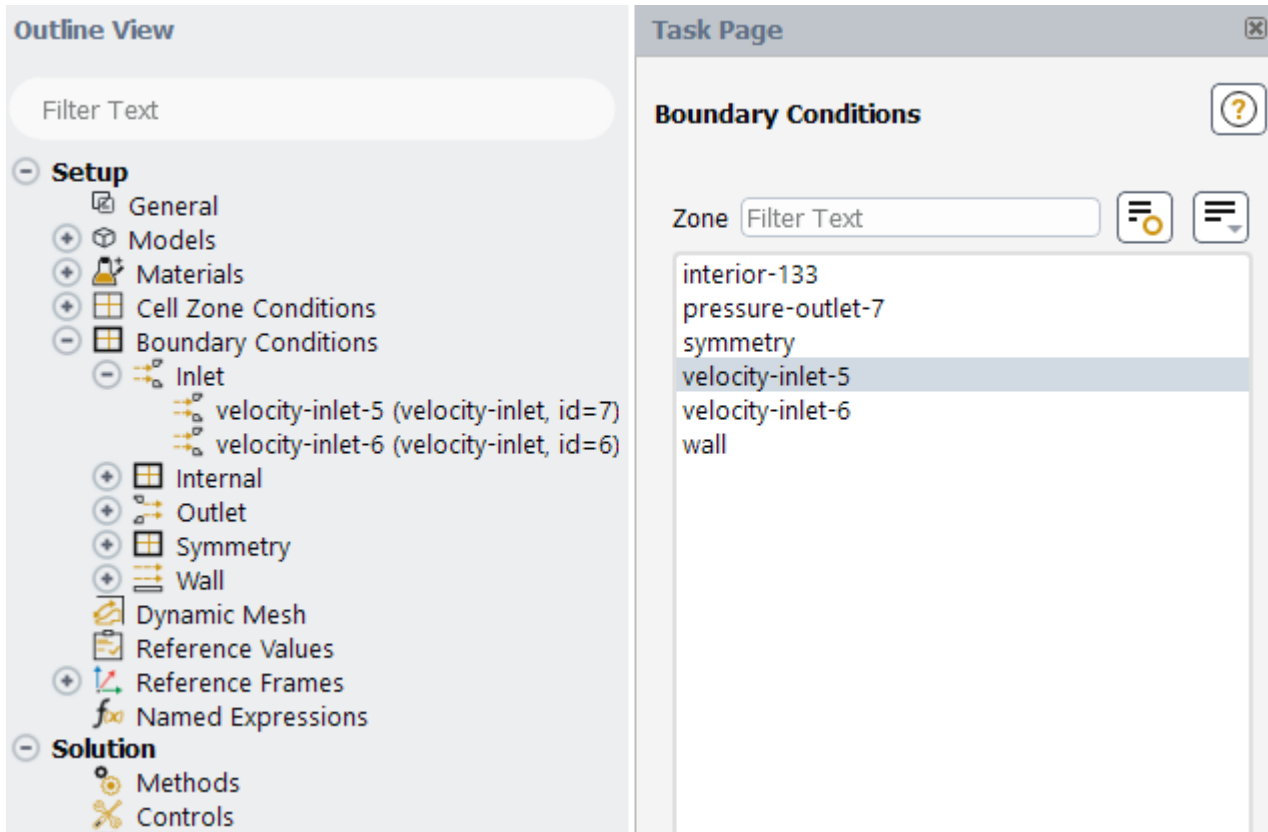 Outline View
Filter Text
Setup
General
Models
Materials
Cell Zone Conditions
Boundary Conditions
Inlet
velocity-inlet-5 (velocity-inlet, id=7)
velocity-inlet-6 (velocity-inlet, id=6)
Internal
Outlet
Symmetry
Wall
Dynamic Mesh
Reference Values
Reference Frames
Named Expressions
Solution
Methods
Controls
Task Page
Boundary Conditions
Zone Filter Text
interior-133
pressure-outlet-7
symmetry
velocity-inlet-5
velocity-inlet-6
wall